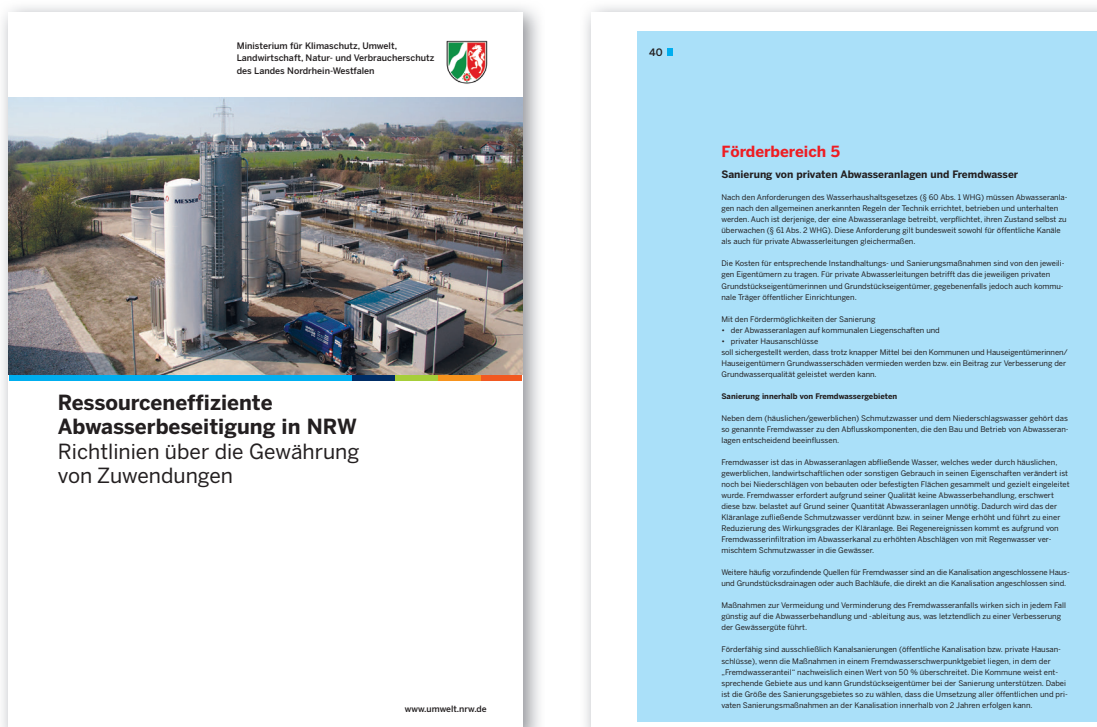 Ministerium für Klimaschutz, Umwelt,
Landwirtschaft, Natur- und Verbraucherschutz
des Landes Nordrhein-Westfalen
MESSER
Ressourceneffiziente
Abwasserbeseitigung in NRW
Richtlinien über die Gewährung
von Zuwendungen
www.umwelt.nrw.de
40
Förderbereich 5
Sanierung von privaten Abwasseranlagen und Fremdwasser
Nach den Anforderungen des Wasserhaushaltsgesetzes (§ 60 Abs. 1 WHG) müssen Abwasseranla-
gen nach den allgemeinen anerkannten Regeln der Technik errichtet, betrieben und unterhalten
werden. Auch ist derjenige, der eine Abwasseranlage betreibt, verpflichtet, ihren Zustand selbst zu
überwachen (§ 61 Abs. 2 WHG). Diese Anforderung gilt bundesweit sowohl für öffentliche Kanäle
als auch für private Abwasserleitungen gleichermaßen.
Die Kosten für entsprechende Instandhaltungs- und Sanierungsmaßnahmen sind von den jeweili-
gen Eigentümern zu tragen. Für private Abwasserleitungen betrifft das die jeweiligen privaten
Grundstückseigentümerinnen und Grundstückseigentümer, gegebenenfalls jedoch auch kommu-
nale Träger öffentlicher Einrichtungen.
Mit den Fördermöglichkeiten der Sanierung
• der Abwasseranlagen auf kommunalen Liegenschaften und
• privater Hausanschlüsse
soll sichergestellt werden, dass trotz knapper Mittel bei den Kommunen und Hauseigentümerinnen/
Hauseigentümern Grundwasserschäden vermieden werden bzw. ein Beitrag zur Verbesserung der
Grundwasserqualität geleistet werden kann.
Sanierung innerhalb von Fremdwassergebieten
Neben dem (häuslichen/gewerblichen) Schmutzwasser und dem Niederschlagswasser gehört das
so genannte Fremdwasser zu den Abflusskomponenten, die den Bau und Betrieb von Abwasseran-
lagen entscheidend beeinflussen.
Fremdwasser ist das in Abwasseranlagen abfließende Wasser, welches weder durch häuslichen,
gewerblichen, landwirtschaftlichen oder sonstigen Gebrauch in seinen Eigenschaften verändert ist
noch bei Niederschlägen von bebauten oder befestigten Flächen gesammelt und gezielt eingeleitet
wurde. Fremdwasser erfordert aufgrund seiner Qualität keine Abwasserbehandlung, erschwert
diese bzw. belastet auf Grund seiner Quantität Abwasseranlagen unnötig. Dadurch wird das der
Kläranlage zufließende Schmutzwasser verdünnt bzw. in seiner Menge erhöht und führt zu einer
Reduzierung des Wirkungsgrades der Kläranlage. Bei Regenereignissen kommt es aufgrund von
Fremdwasserinfiltration im Abwasserkanal zu erhöhten Abschlägen von mit Regenwasser ver-
mischtem Schmutzwasser in die Gewässer.
Weitere häufig vorzufindende Quellen für Fremdwasser sind an die Kanalisation angeschlossene Haus-
und Grundstücksdrainagen oder auch Bachläufe, die direkt an die Kanalisation angeschlossen sind.
Maßnahmen zur Vermeidung und Verminderung des Fremdwasseranfalls wirken sich in jedem Fall
günstig auf die Abwasserbehandlung und -ableitung aus, was letztendlich zu einer Verbesserung
der Gewässergüte führt.
Förderfähig sind ausschließlich Kanalsanierungen (öffentliche Kanalisation bzw. private Hausan-
schlüsse), wenn die Maßnahmen in einem Fremdwasserschwerpunktgebiet liegen, in dem der
„Fremdwasseranteil“ nachweislich einen Wert von 50 % überschreitet. Die Kommune weist ent-
sprechende Gebiete aus und kann Grundstückseigentümer bei der Sanierung unterstützen. Dabei
ist die Größe des Sanierungsgebietes so zu wählen, dass die Umsetzung aller öffentlichen und pri-
vaten Sanierungsmaßnahmen an der Kanalisation innerhalb von 2 Jahren erfolgen kann.